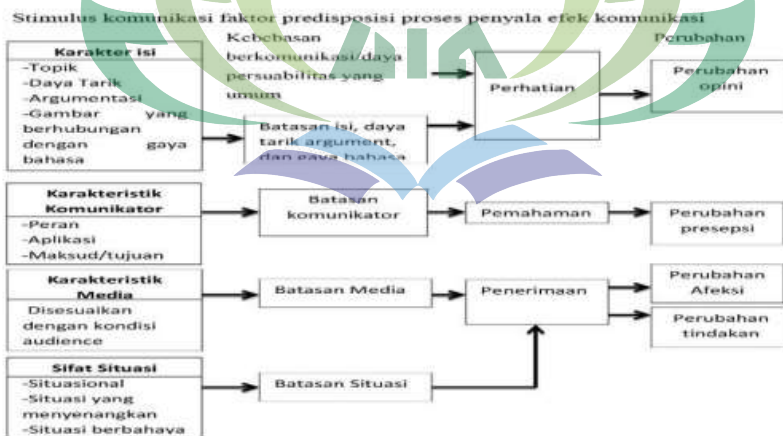 Stimulus komunikasi faktor predisposisi proses penyala efek komunikasi
Karakter isi
-Topik
-Daya Tarik
-Argumentasi
-Gambar yang
berhubungan
dengan gaya
bahasa
Kebebasan
berkomunikasi/daya
persuabilitas yang
umum
Batasan isi, daya
tarik argument,
dan gaya bahasa
Perhatian
Perubahan
Perubahan
opini
Karakteristik
Komunikator
-Peran
-Aplikasi
-Maksud/tujuan
Batasan
komunikator
Pemahaman
Perubahan
presepsi
Karakteristik
Media
Disesuaikan
dengan kondisi
audience
Batasan Media
Penerimaan
Perubahan
Afeksi
Perubahan
tindakan
Sifat Situasi
-Situasional
-Situasi yang
menyenangkan
-Situasi berbahaya
Batasan Situasi